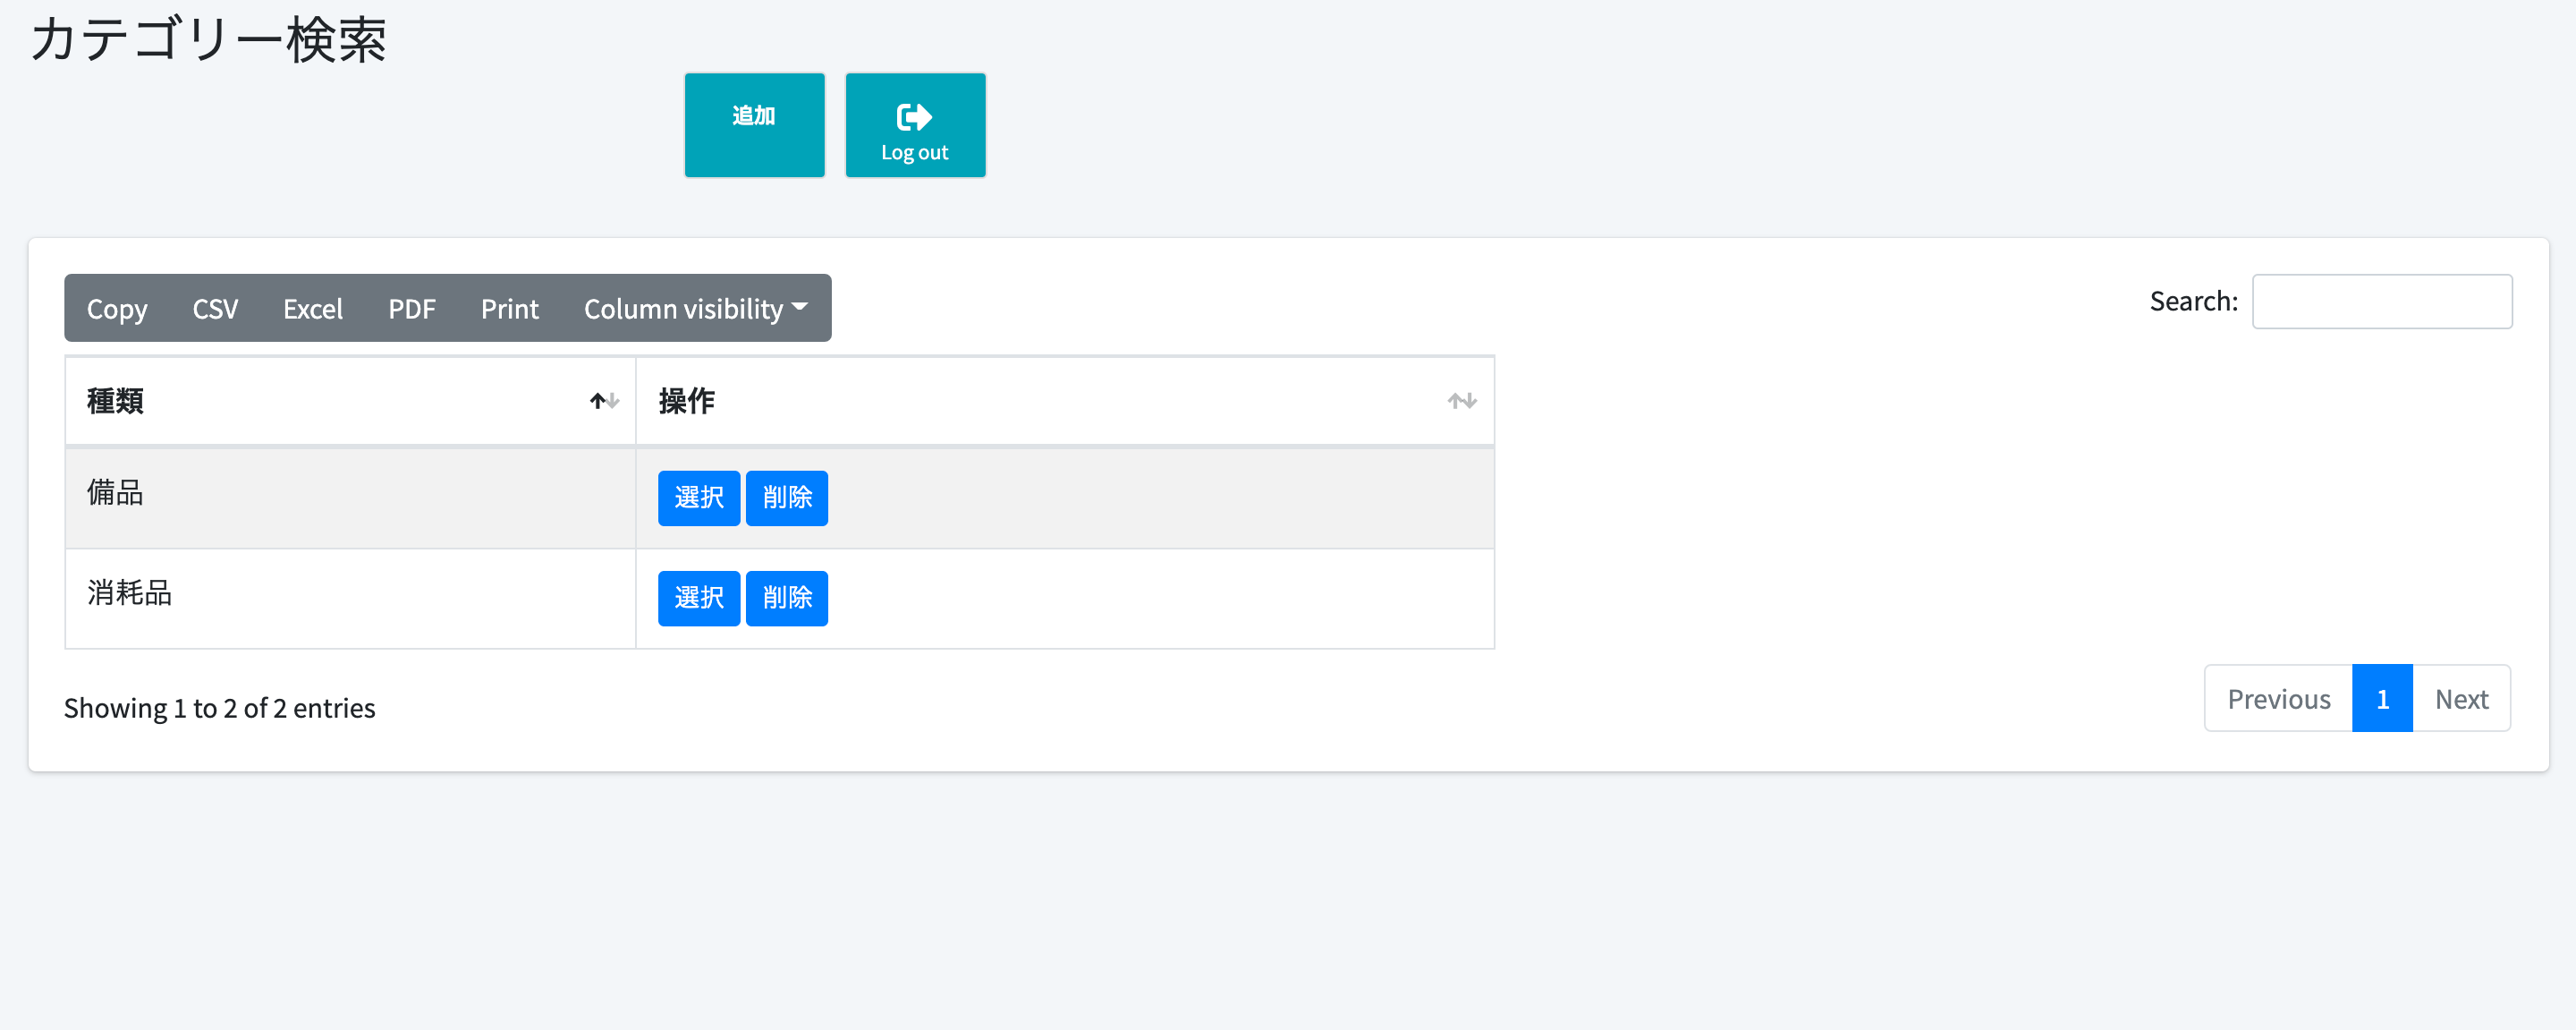 カテゴリー検索
追加
Log out
Copy CSV Excel PDF Print Column visibility
Search:
種類 操作
備品 選択 削除
消耗品 選択 削除
Showing 1 to 2 of 2 entries
Previous 1 Next